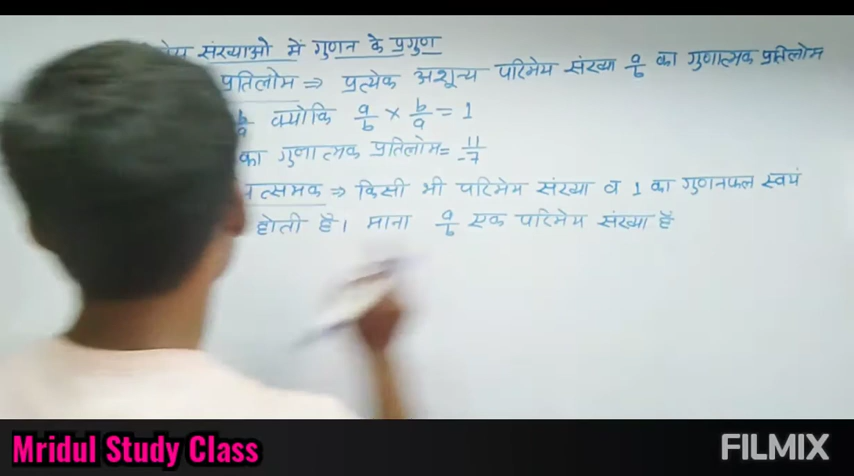 संख्याओ में गुणन के प्रगुण
प्रतिलोम ⇒ प्रत्येक अशून्य परिमेय संख्या a/b का गुणात्मक प्रतिलोम
b/a क्योकि a/b × b/a = 1
का गुणात्मक प्रतिलोम = 11/-7
⇒ किसी भी परिमेय संख्या व 1 का गुणनफल स्वयं
होती है। माना a/b एक परिमेय संख्या है
Mridul Study Class
FILMIX